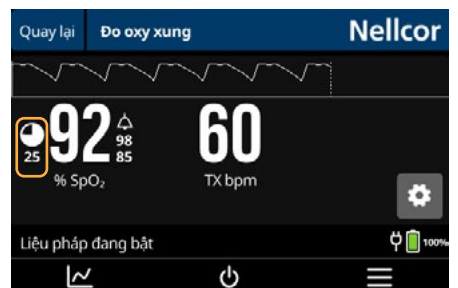 Quay lại Đo oxy xung Nellcor
92 98 60
25 85
% SpO₂ TX bpm
Liệu pháp đang bật 100%